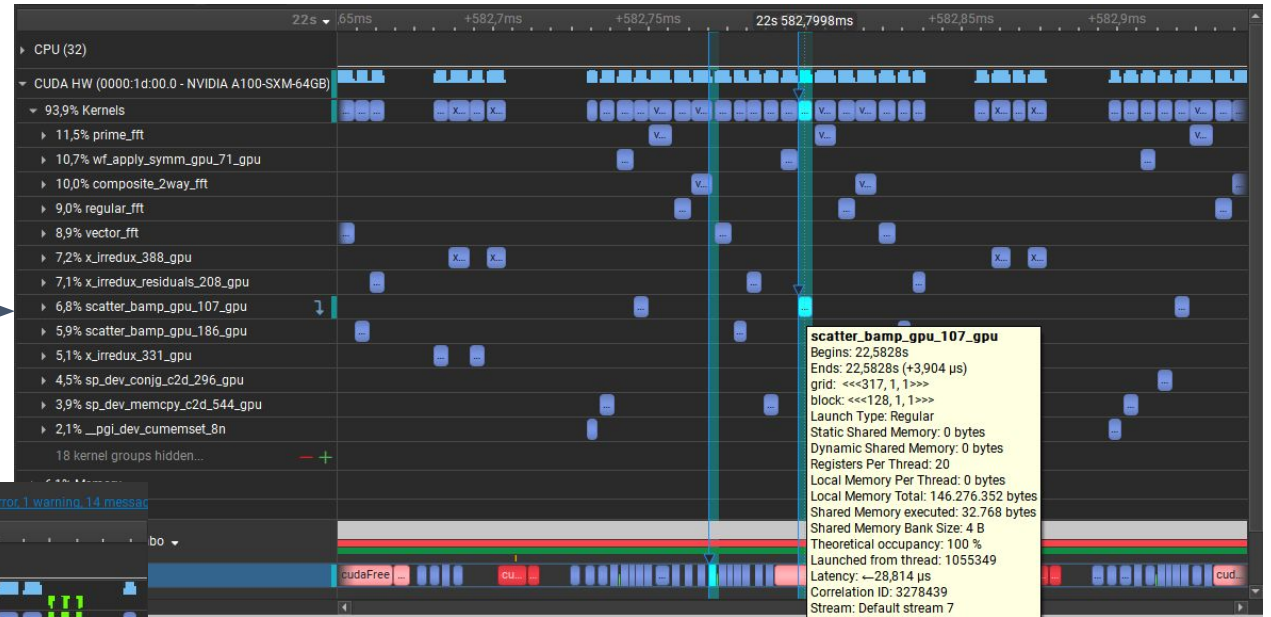 22s
,65ms
+582,7ms
+582,75ms
22s 582,7998ms
+582,85ms
+582,9ms
CPU (32)
CUDA HW (0000:1d:00.0 - NVIDIA A100-SXM-64GB)
93,9% Kernels
... ... ... ... X... ... X... ... ... ... ... V... ... V... ... ... ... ... ... V... ... V... ... ... ... ... X... ... X... ... ... ... ... V...
11,5% prime_fft
V... V... V...
10,7% wf_apply_symm_gpu_71_gpu
10,0% composite_2way_fft
V... V...
9,0% regular_fft
8,9% vector_fft
7,2% x_irredux_388_gpu
X... X... X... X...
7,1% x_irredux_residuals_208_gpu
6,8% scatter_bamp_gpu_107_gpu
5,9% scatter_bamp_gpu_186_gpu
5,1% x_irredux_331_gpu
4,5% sp_dev_conjg_c2d_296_gpu
3,9% sp_dev_memcpy_c2d_544_gpu
2,1% __pgi_dev_cumemset_8n
18 kernel groups hidden...
scatter_bamp_gpu_107_gpu
Begins: 22,5828s
Ends: 22,5828s (+3,904 μs)
grid: <<<317, 1, 1>>>
block: <<<128, 1, 1>>>
Launch Type: Regular
Static Shared Memory: 0 bytes
Dynamic Shared Memory: 0 bytes
Registers Per Thread: 20
Local Memory Per Thread: 0 bytes
Local Memory Total: 146.276.352 bytes
Shared Memory executed: 32.768 bytes
Shared Memory Bank Size: 4 B
Theoretical occupancy: 100 %
Launched from thread: 1055349
Latency: ←28,814 μs
Correlation ID: 3278439
Stream: Default stream 7
rror, 1 warning, 14 messag
bo
cudaFree ... cu... cud...